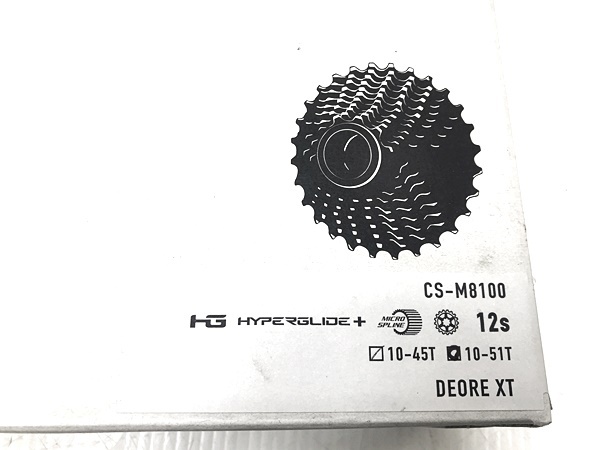 CS-M8100
HG HYPERGLIDE+ MICRO SPLINE 12s
10-45T 10-51T
DEORE XT